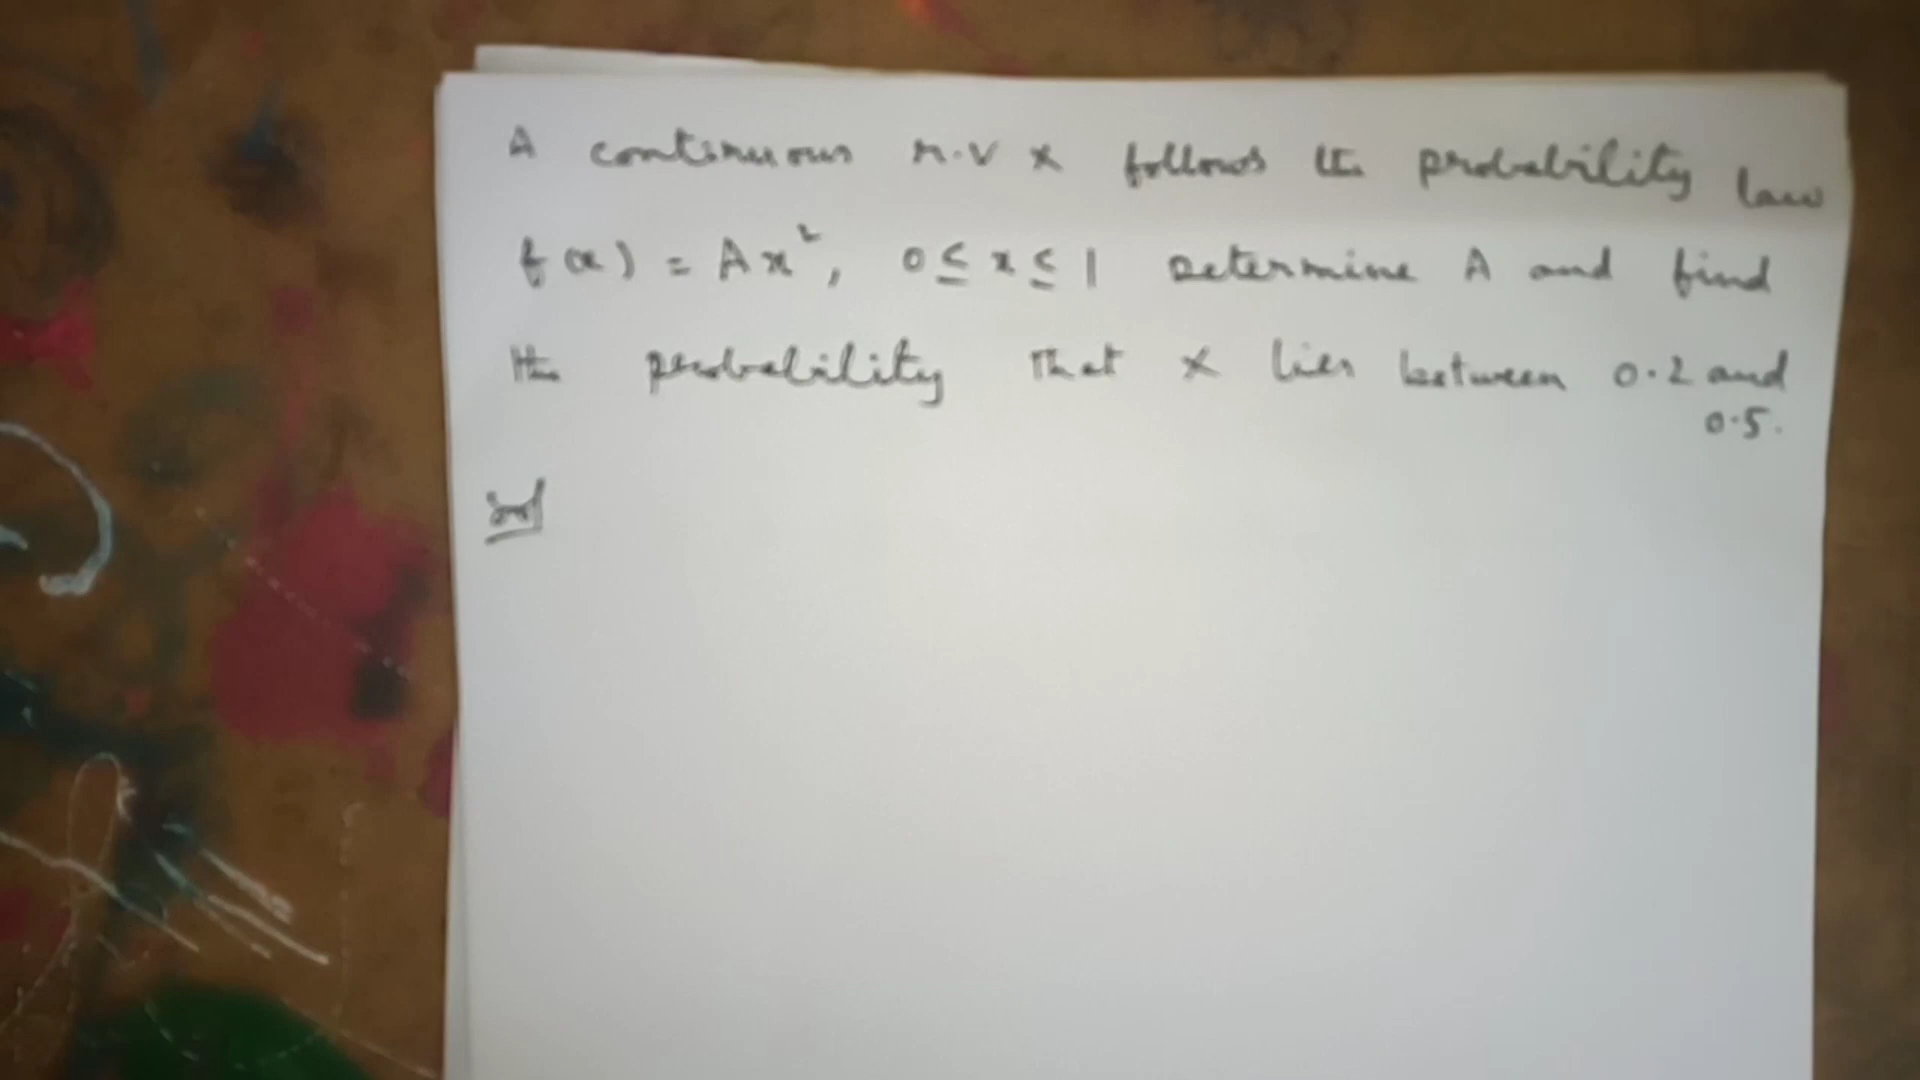 A continuous r.v x follows the probability law
f(x) = Ax², 0 ≤ x ≤ 1 Determine A and find
the probability that x lies between 0.2 and
0.5.
Sol